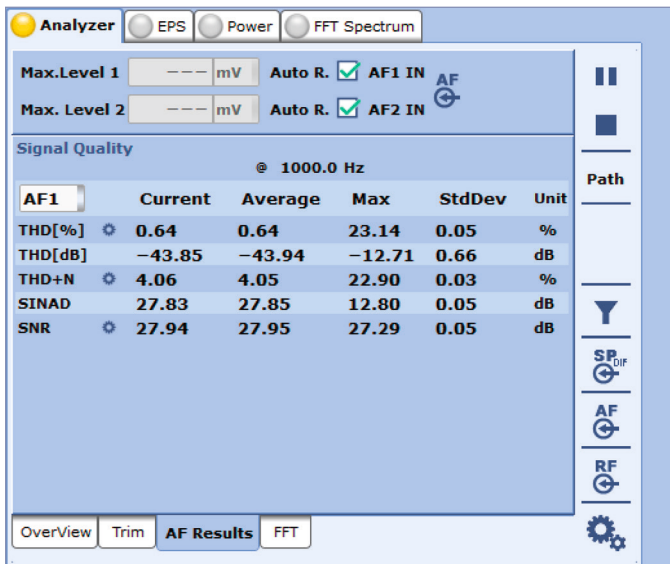 Analyzer EPS Power FFT Spectrum
Max.Level 1 --- mV Auto R. AF1 IN AF
Max. Level 2 --- mV Auto R. AF2 IN
Signal Quality
@ 1000.0 Hz
Path
AF1 Current Average Max StdDev Unit
THD[%] 0.64 0.64 23.14 0.05 %
THD[dB] -43.85 -43.94 -12.71 0.66 dB
THD+N 4.06 4.05 22.90 0.03 %
SINAD 27.83 27.85 12.80 0.05 dB
SNR 27.94 27.95 27.29 0.05 dB
SPDIF
AF
RF
OverView Trim AF Results FFT